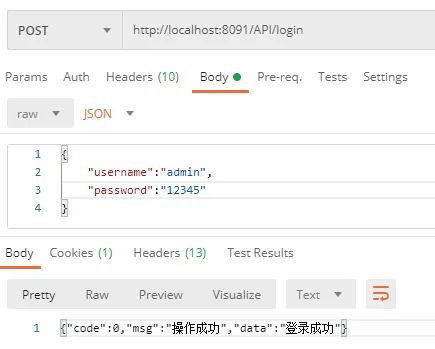 POST http://localhost:8091/API/login
Params Auth Headers (10) Body Pre-req. Tests Settings
raw JSON
1 {
2 "username":"admin",
3 "password":"12345"
4 }
Body Cookies (1) Headers (13) Test Results
Pretty Raw Preview Visualize Text
1 {"code":0,"msg":"操作成功","data":"登录成功"}